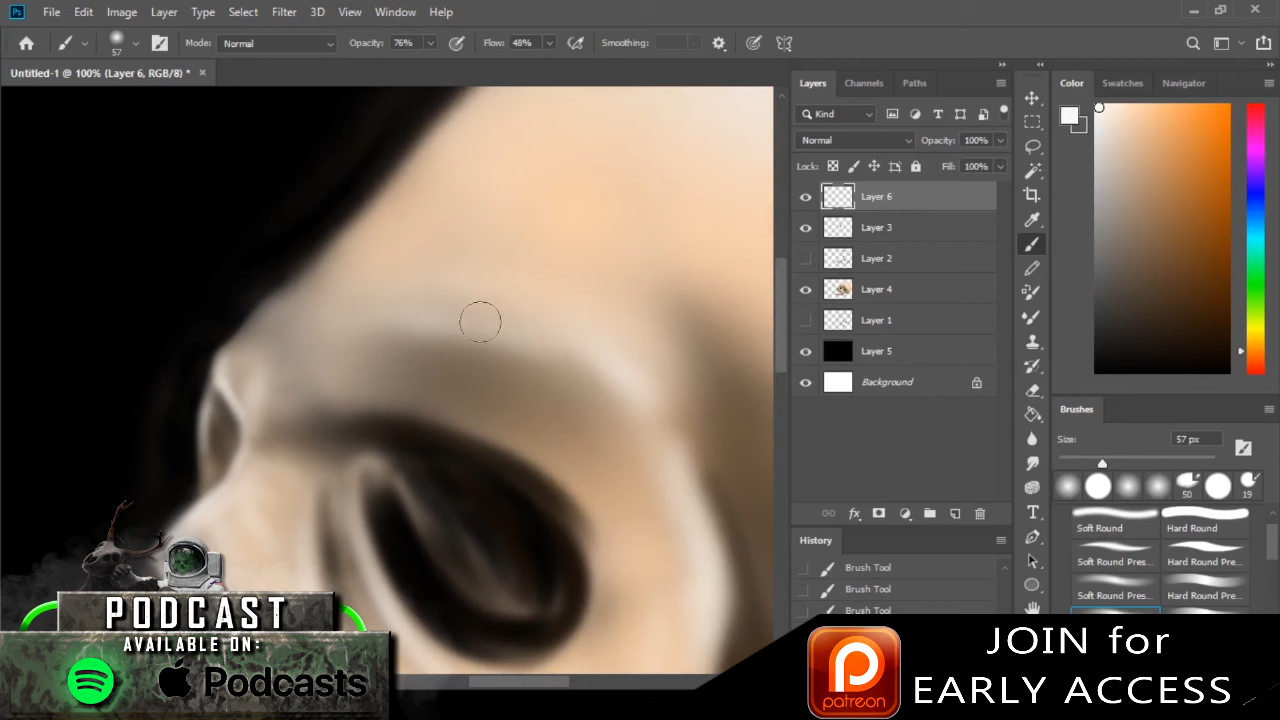 Ps File Edit Image Layer Type Select Filter 3D View Window Help
57 Mode: Normal Opacity: 76% Flow: 48% Smoothing:
Untitled-1 @ 100% (Layer 6, RGB/8) *
Layers Channels Paths
Kind
Normal Opacity: 100%
Lock: Fill: 100%
Layer 6
Layer 3
Layer 2
Layer 4
Layer 1
Layer 5
Background
fx
History
Brush Tool
Brush Tool
Brush Tool
Color Swatches Navigator
Brushes
Size: 57 px
50 19
Soft Round Hard Round
Soft Round Pres... Hard Round Pre...
Soft Round Pres... Hard Round Pres...
PODCAST
AVAILABLE ON:
Podcasts
patreon
JOIN for
EARLY ACCESS